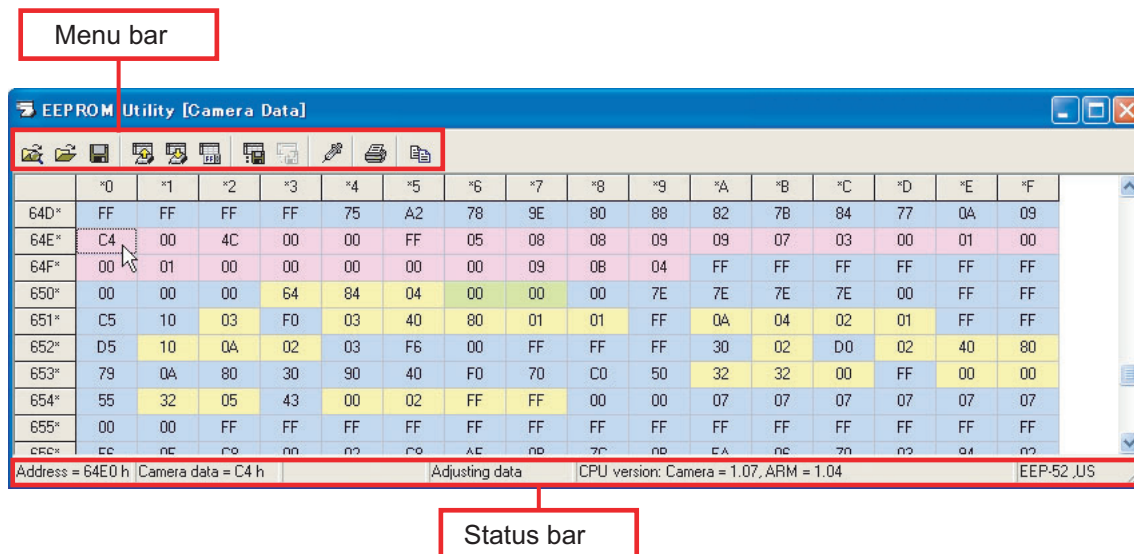 Menu bar
EEPROM Utility [Camera Data]
*0 *1 *2 *3 *4 *5 *6 *7 *8 *9 *A *B *C *D *E *F
64D* FF FF FF FF 75 A2 78 9E 80 88 82 7B 84 77 0A 09
64E* C4 00 4C 00 00 FF 05 08 08 09 09 07 03 00 01 00
64F* 00 01 00 00 00 00 00 09 0B 04 FF FF FF FF FF FF
650* 00 00 00 64 84 04 00 00 00 7E 7E 7E 7E 00 FF FF
651* C5 10 03 F0 03 40 80 01 01 FF 0A 04 02 01 FF FF
652* D5 10 0A 02 03 F6 00 FF FF FF 30 02 D0 02 40 80
653* 79 0A 80 30 90 40 F0 70 C0 50 32 32 00 FF 00 00
654* 55 32 05 43 00 02 FF FF 00 00 07 07 07 07 07 07
655* 00 00 FF FF FF FF FF FF FF FF FF FF FF FF FF FF
Address = 64E0 h Camera data = C4 h Adjusting data CPU version: Camera = 1.07, ARM = 1.04 EEP-52 ,US
Status bar